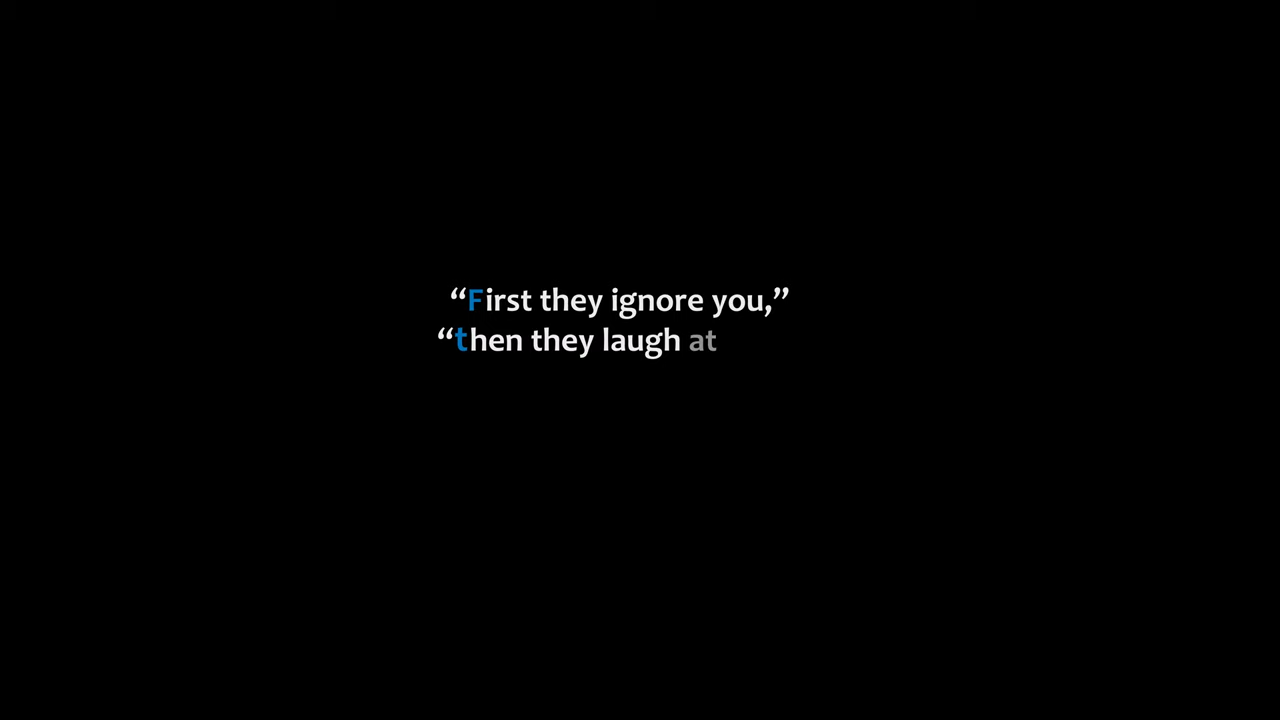 “First they ignore you,”
“then they laugh at